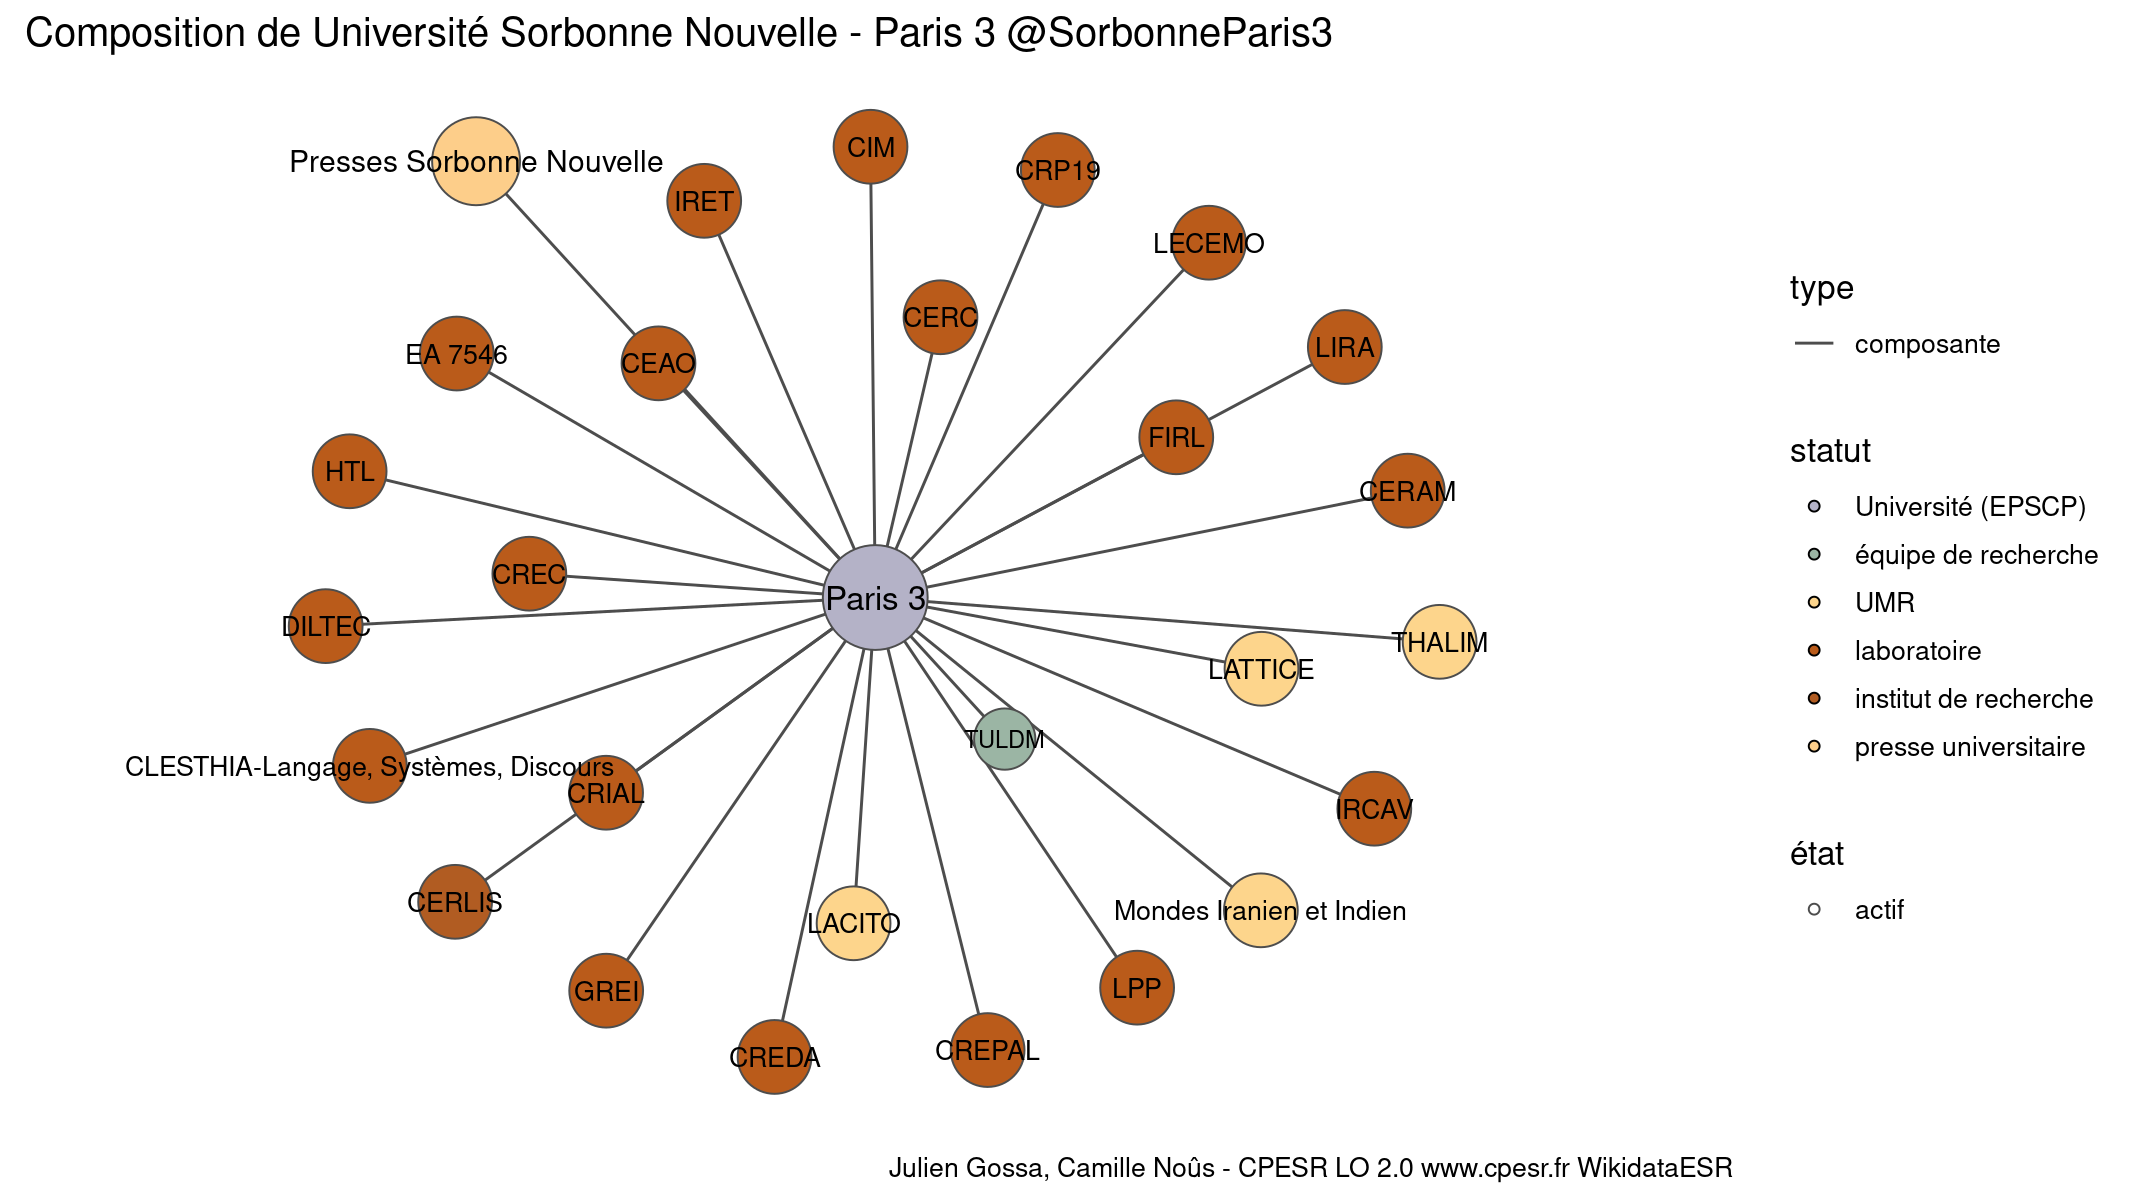 Composition de Université Sorbonne Nouvelle - Paris 3 @SorbonneParis3
CIM
Presses Sorbonne Nouvelle
CRP19
IRET
LECEMO
CERC
LIRA
EA 7546
CEAO
FIRL
HTL
CERAM
CREC
Paris 3
DILTEC
THALIM
LATTICE
TULDM
CLESTHIA-Langage, Systèmes, Discours
CRIAL
IRCAV
CERLIS
Mondes Iranien et Indien
LACITO
GREI
LPP
CREDA
CREPAL
type
composante
statut
Université (EPSCP)
équipe de recherche
UMR
laboratoire
institut de recherche
presse universitaire
état
actif
Julien Gossa, Camille Noûs - CPESR LO 2.0 www.cpesr.fr WikidataESR